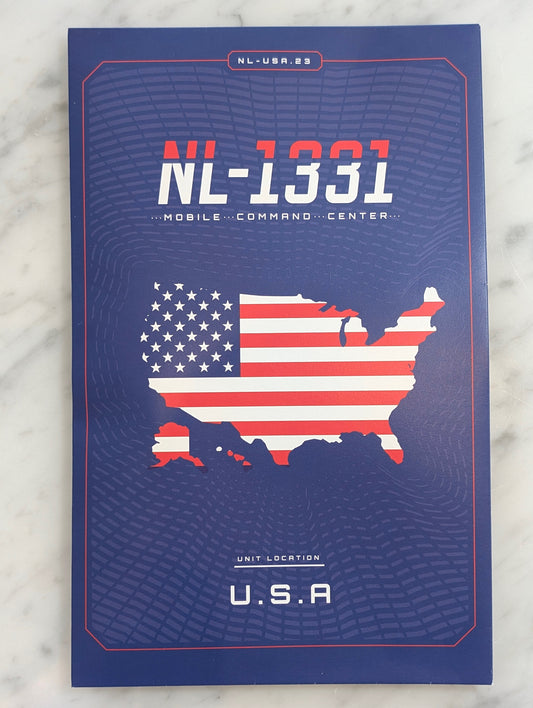 NL-USA.23
NL-1331
···MOBILE···COMMAND···CENTER···
UNIT LOCATION
U.S.A